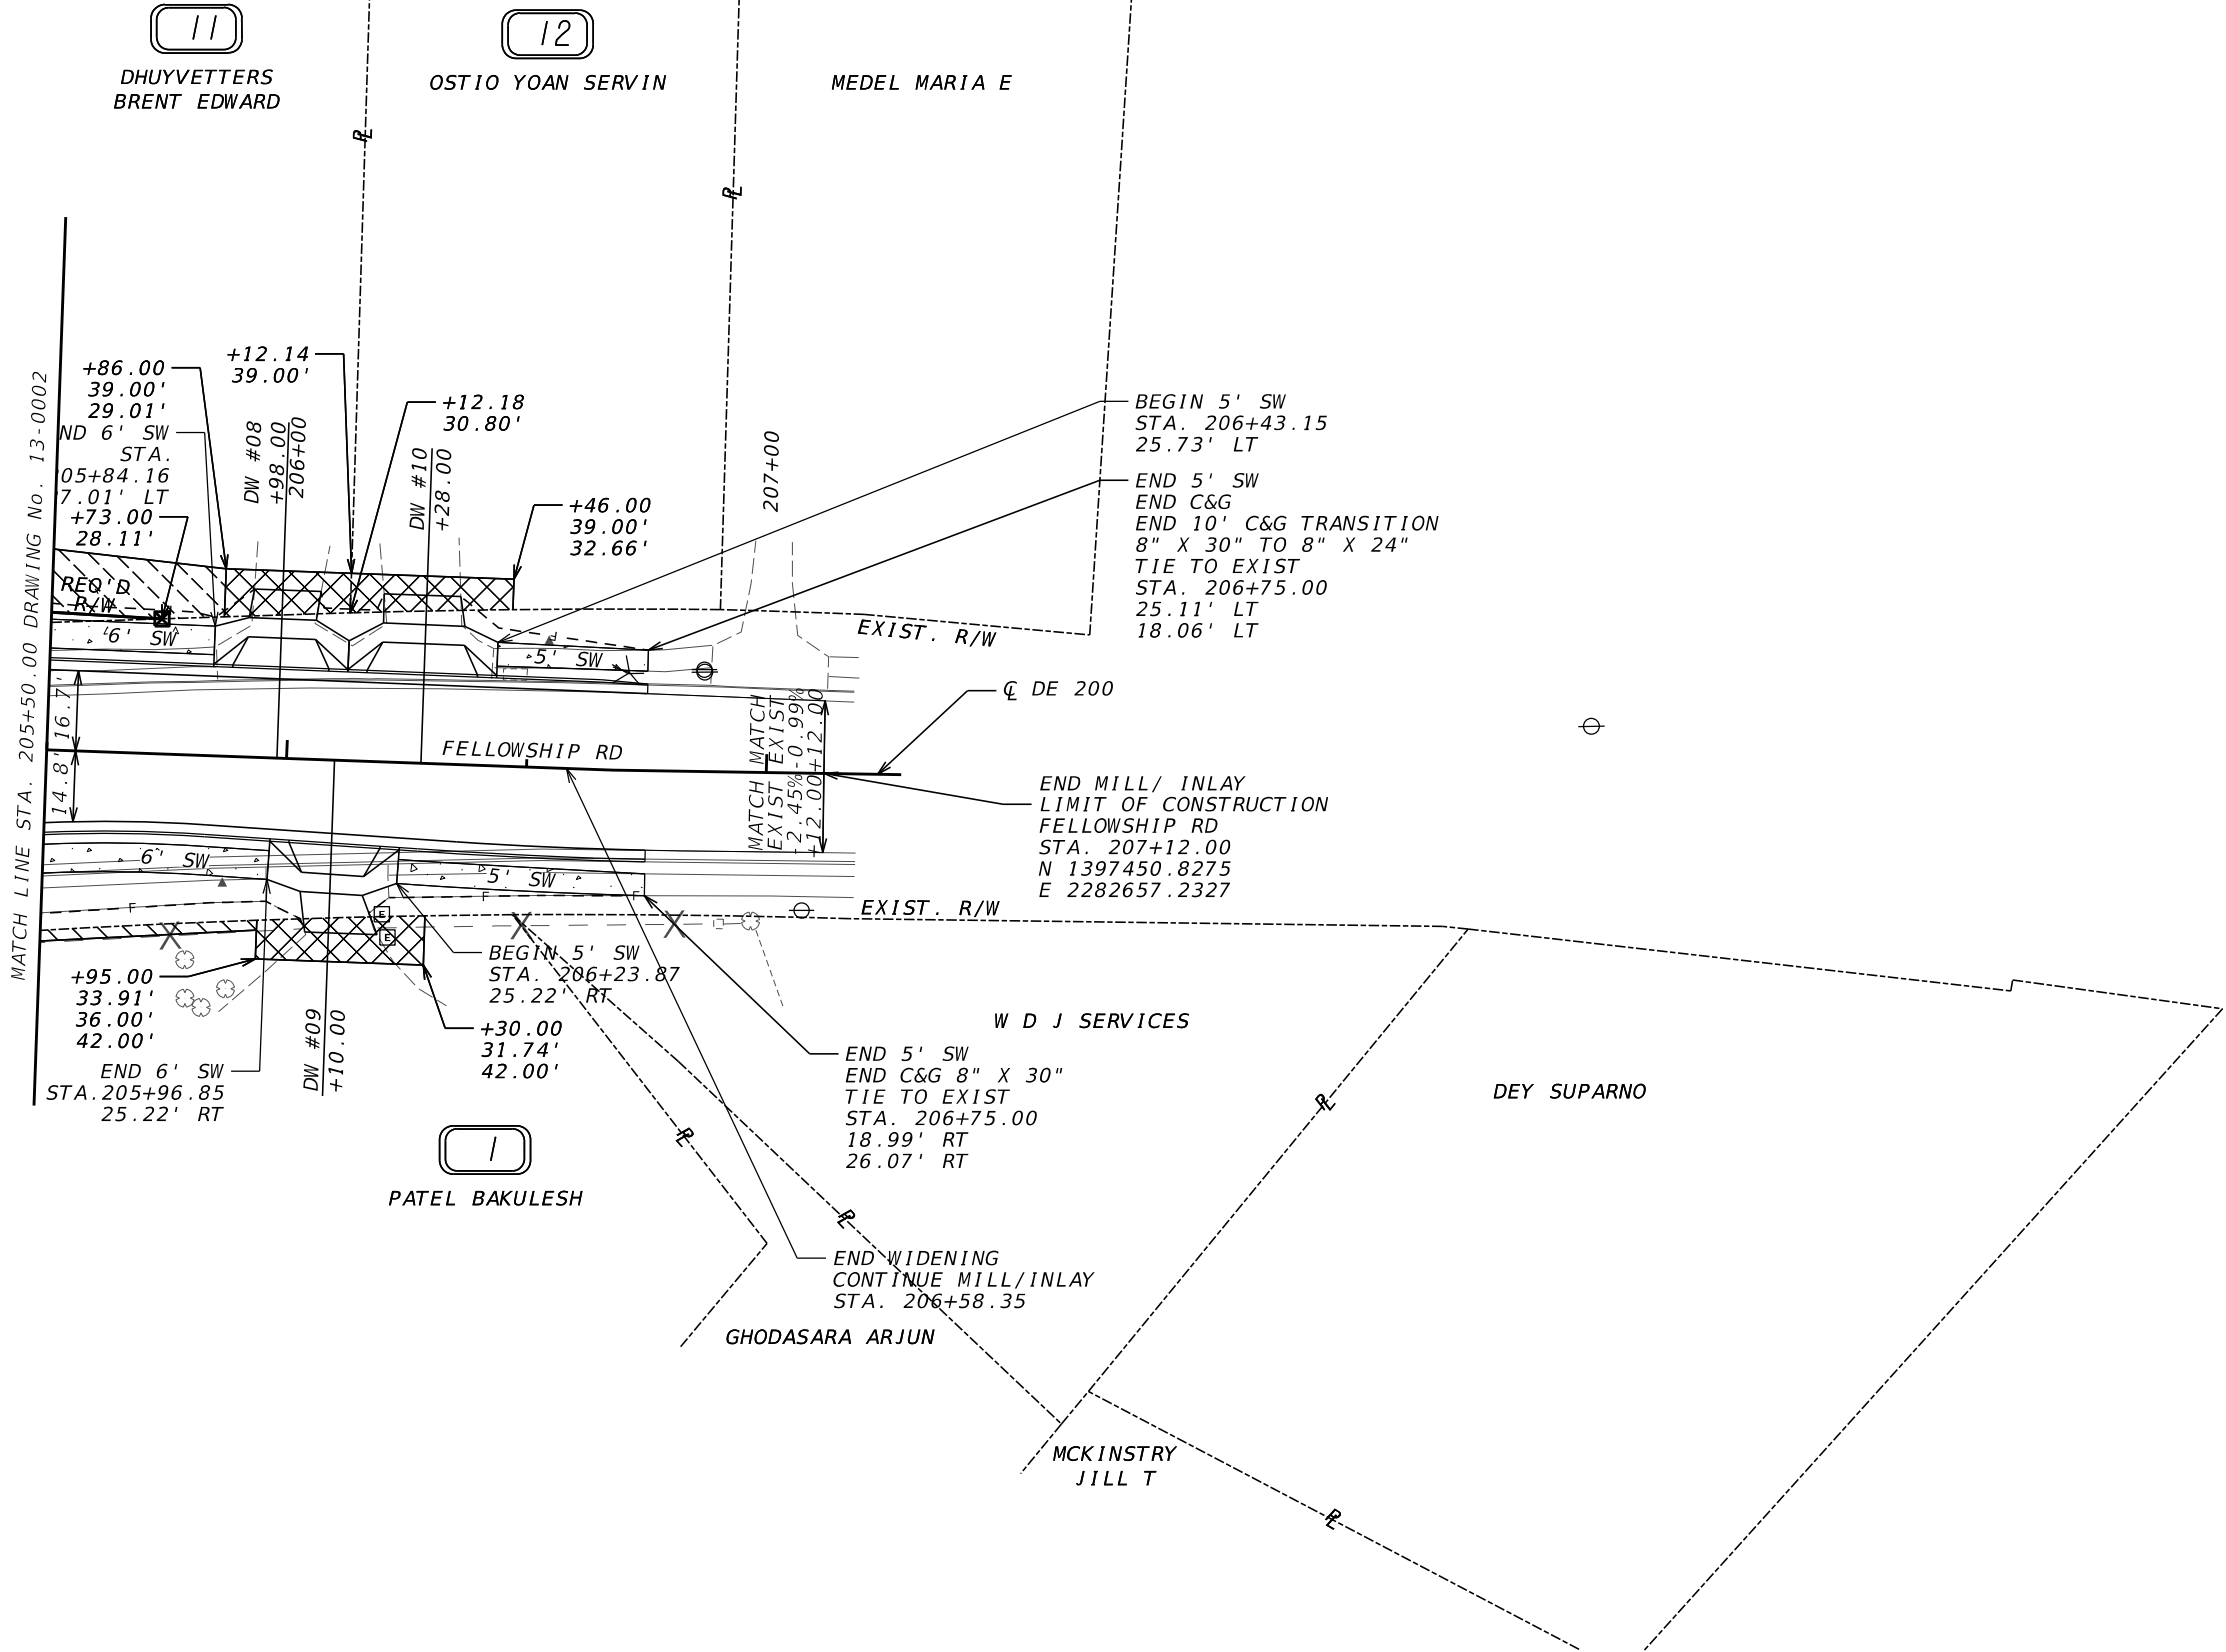 11
DHUYVETTERS
BRENT EDWARD
12
OSTIO YOAN SERVIN
MEDEL MARIA E
PL
PL
+86.00
39.00'
29.01'
+12.14
39.00'
+12.18
30.80'
ND 6' SW
STA.
05+84.16
7.01' LT
+73.00
28.11'
DW #08
+98.00
206+00
DW #10
+28.00
+46.00
39.00'
32.66'
207+00
BEGIN 5' SW
STA. 206+43.15
25.73' LT
END 5' SW
END C&G
END 10' C&G TRANSITION
8" X 30" TO 8" X 24"
TIE TO EXIST
STA. 206+75.00
25.11' LT
18.06' LT
MATCH LINE STA. 205+50.00 DRAWING No. 13-0002
REQ'D
R/W
6' SW
5' SW
EXIST. R/W
16.7'
14.8'
FELLOWSHIP RD
MATCH MATCH
EXIST EXIST
-2.45%-0.99%
+12.00+12.00
CL DE 200
END MILL/ INLAY
LIMIT OF CONSTRUCTION
FELLOWSHIP RD
STA. 207+12.00
N 1397450.8275
E 2282657.2327
6' SW
5' SW
F
F
F
E
E
EXIST. R/W
BEGIN 5' SW
STA. 206+23.87
25.22' RT
+95.00
33.91'
36.00'
42.00'
DW #09
+10.00
+30.00
31.74'
42.00'
END 6' SW
STA.205+96.85
25.22' RT
W D J SERVICES
END 5' SW
END C&G 8" X 30"
TIE TO EXIST
STA. 206+75.00
18.99' RT
26.07' RT
DEY SUPARNO
PL
PL
PL
1
PATEL BAKULESH
END WIDENING
CONTINUE MILL/INLAY
STA. 206+58.35
GHODASARA ARJUN
MCKINSTRY
JILL T
PL